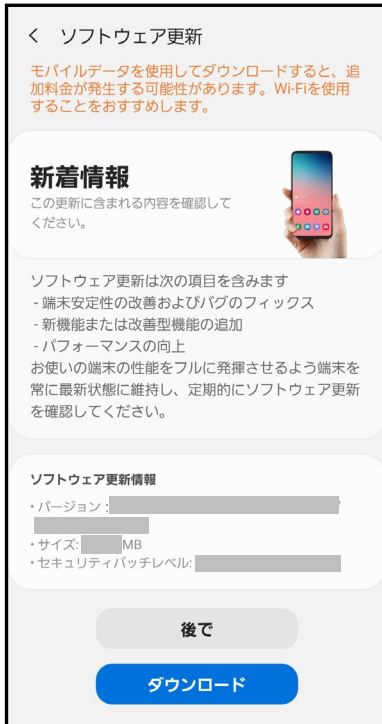 ソフトウェア更新
モバイルデータを使用してダウンロードすると、追
加料金が発生する可能性があります。Wi-Fiを使用
することをおすすめします。
新着情報
この更新に含まれる内容を確認して
ください。
ソフトウェア更新は次の項目を含みます
- 端末安定性の改善およびバグのフィックス
- 新機能または改善型機能の追加
- パフォーマンスの向上
お使いの端末の性能をフルに発揮させるよう端末を
常に最新状態に維持し、定期的にソフトウェア更新
を確認してください。
ソフトウェア更新情報
・バージョン :
・サイズ: MB
・セキュリティパッチレベル:
後で
ダウンロード